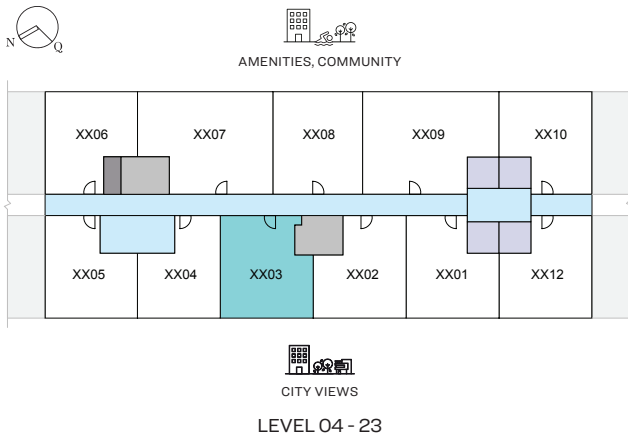 N
Q
AMENITIES, COMMUNITY
XX06 XX07 XX08 XX09 XX10
XX05 XX04 XX03 XX02 XX01 XX12
CITY VIEWS
LEVEL 04 - 23